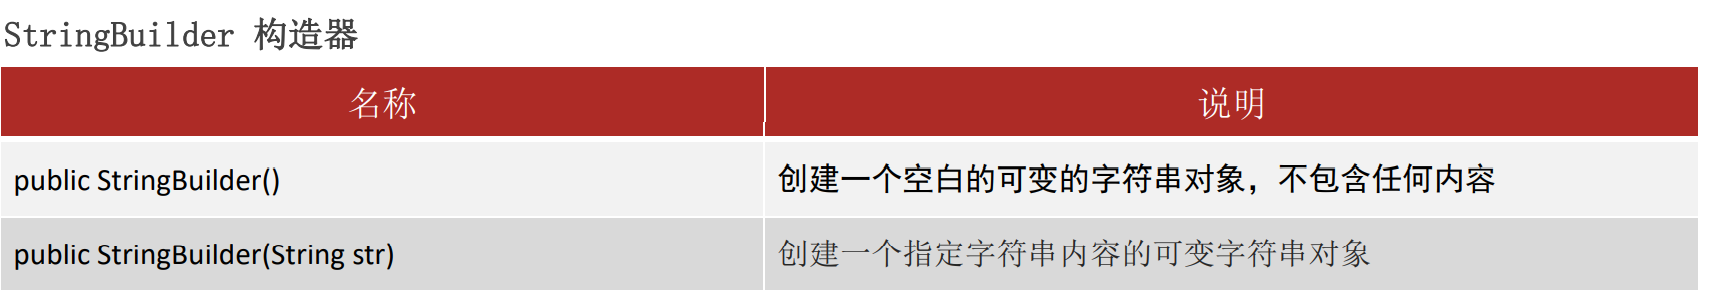 StringBuilder 构造器
名称 说明
public StringBuilder() 创建一个空白的可变的字符串对象，不包含任何内容
public StringBuilder(String str) 创建一个指定字符串内容的可变字符串对象